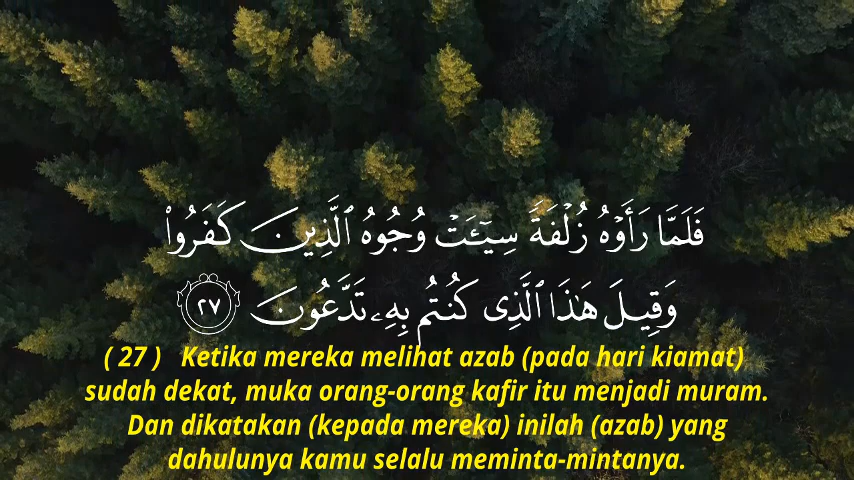 فَلَمَّا رَأَوْهُ زُلْفَةً سِيٓـَٔتْ وُجُوهُ ٱلَّذِينَ كَفَرُوا۟
وَقِيلَ هَٰذَا ٱلَّذِى كُنتُم بِهِۦ تَدَّعُونَ ٢٧
( 27 ) Ketika mereka melihat azab (pada hari kiamat)
sudah dekat, muka orang-orang kafir itu menjadi muram.
Dan dikatakan (kepada mereka) inilah (azab) yang
dahulunya kamu selalu meminta-mintanya.